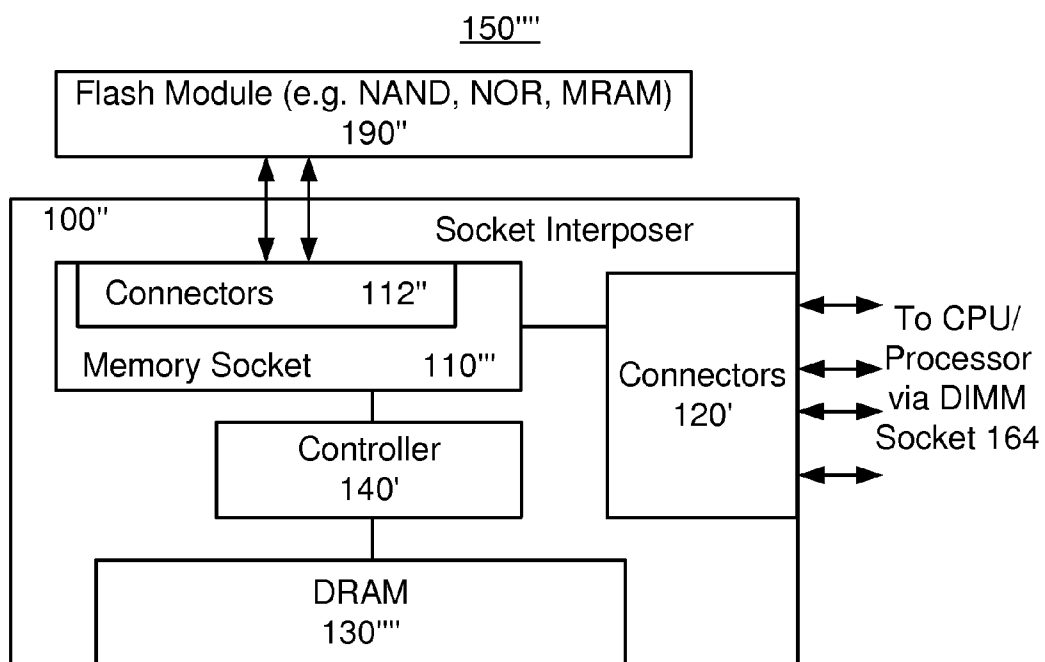 150''''
Flash Module (e.g. NAND, NOR, MRAM)
190''
100''
Socket Interposer
Connectors 112''
Memory Socket 110'''
Connectors
120'
To CPU/
Processor
via DIMM
Socket 164
Controller
140'
DRAM
130''''